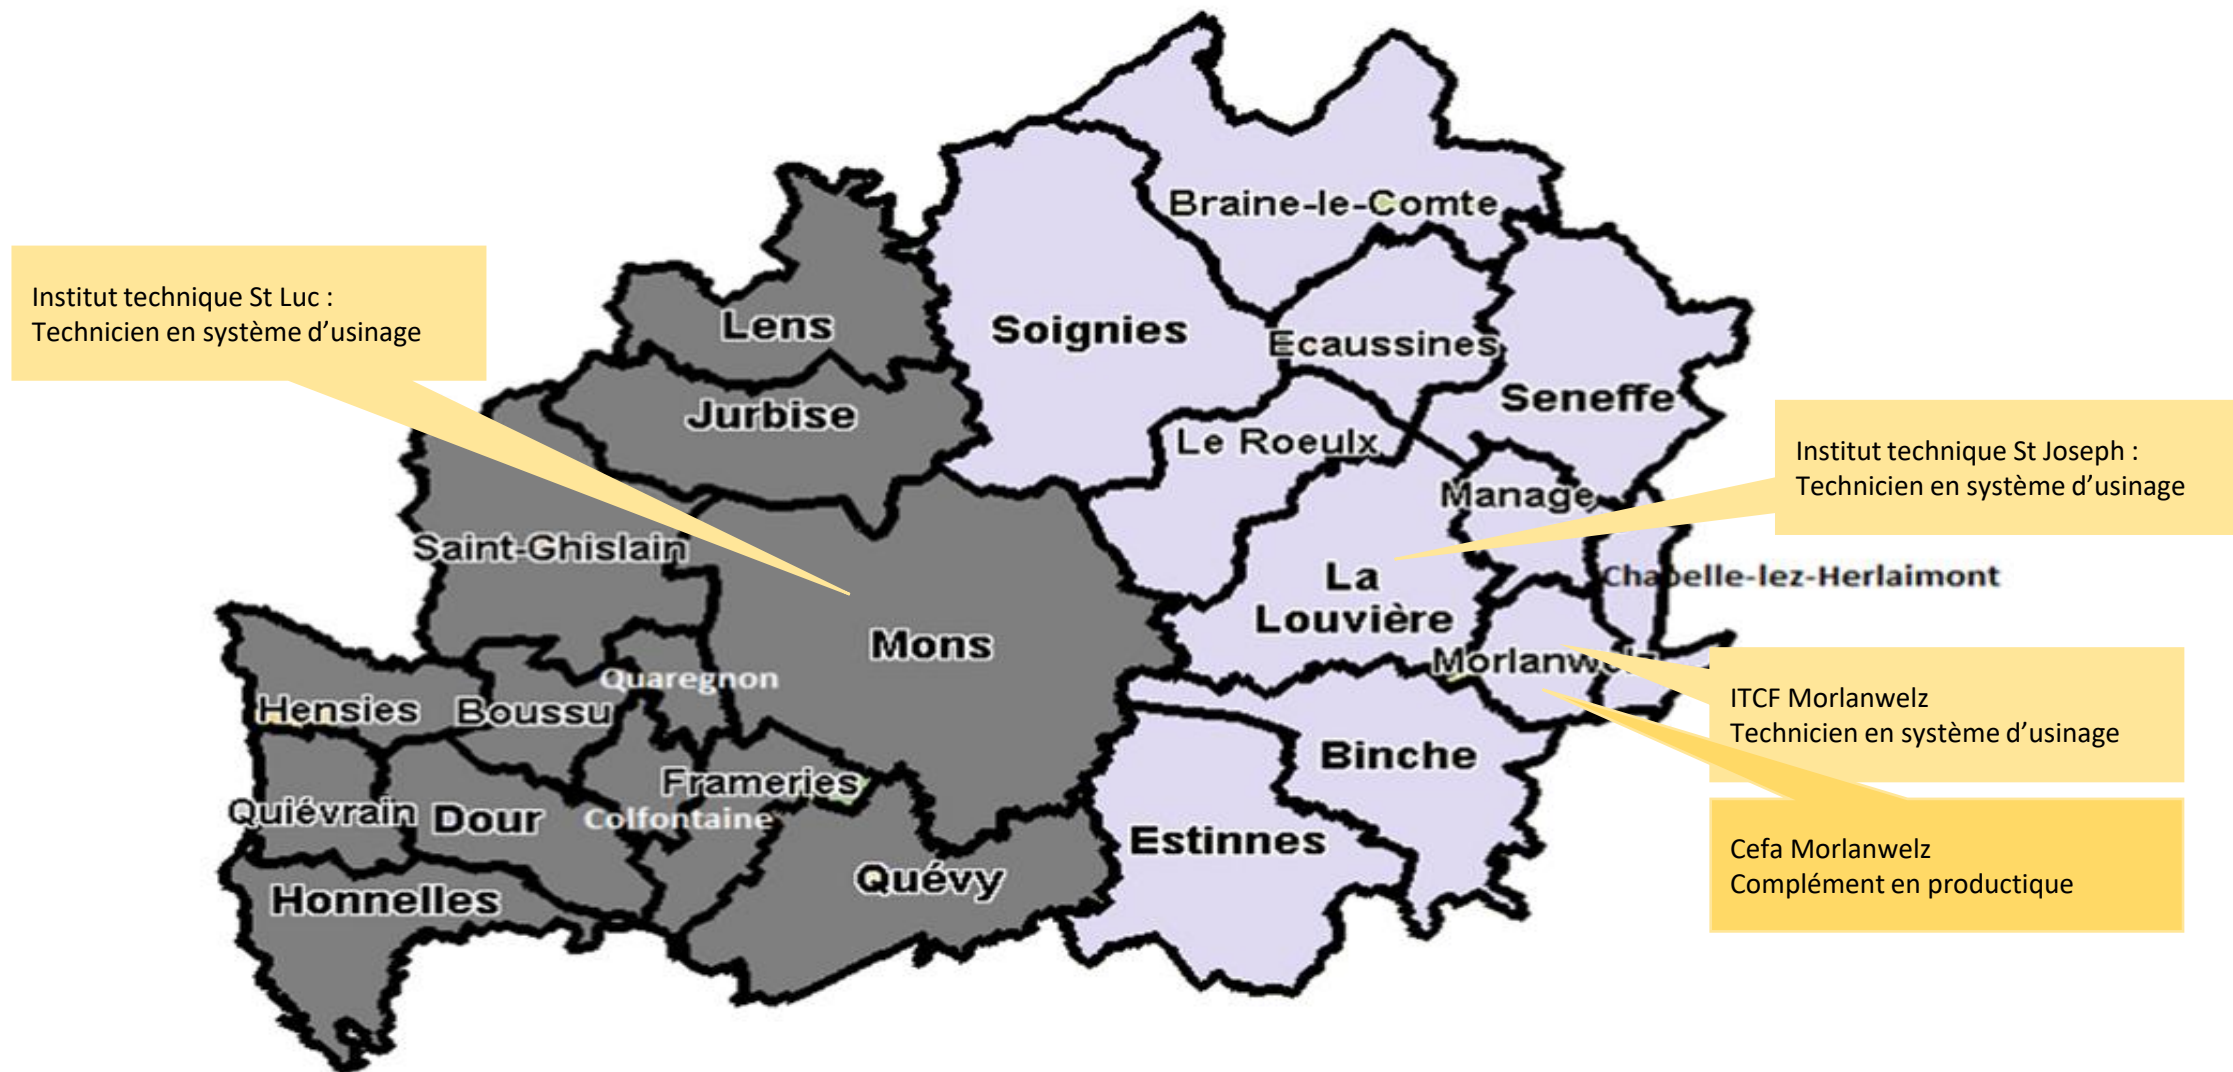 Braine-le-Comte
Institut technique St Luc :
Technicien en système d’usinage
Lens
Soignies
Ecaussines
Seneffe
Jurbise
Le Roeulx
Institut technique St Joseph :
Technicien en système d’usinage
Manage
Saint-Ghislain
La
Louvière
Chapelle-lez-Herlaimont
Mons
Morlanwelz
Quaregnon
Hensies
Boussu
ITCF Morlanwelz
Technicien en système d’usinage
Binche
Frameries
Quiévrain
Dour
Colfontaine
Estinnes
Cefa Morlanwelz
Complément en productique
Quévy
Honnelles